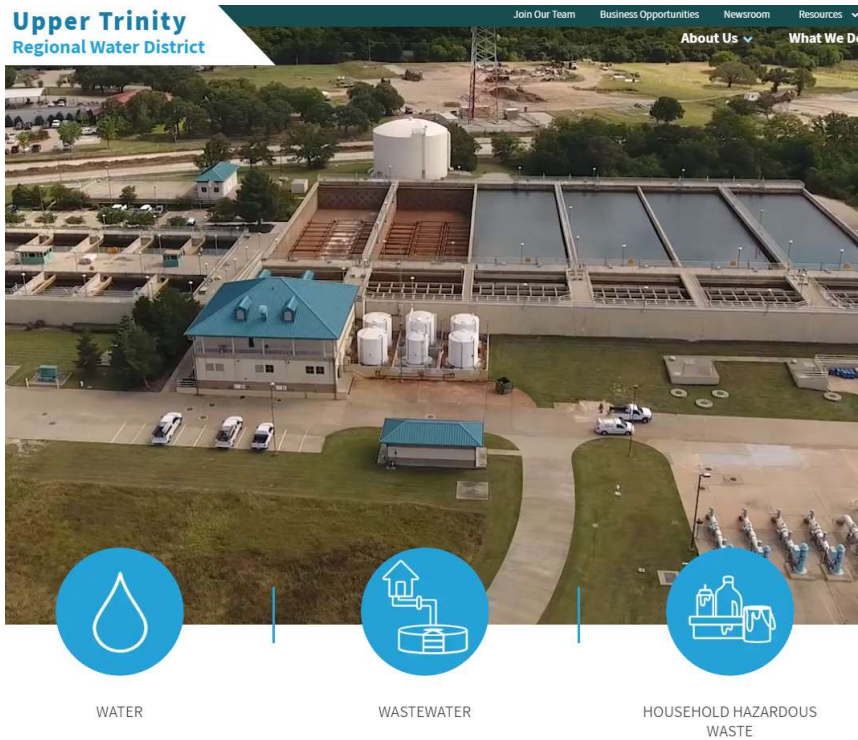 Upper Trinity
Regional Water District
Join Our Team Business Opportunities Newsroom Resources
About Us What We
WATER
WASTEWATER
HOUSEHOLD HAZARDOUS
WASTE